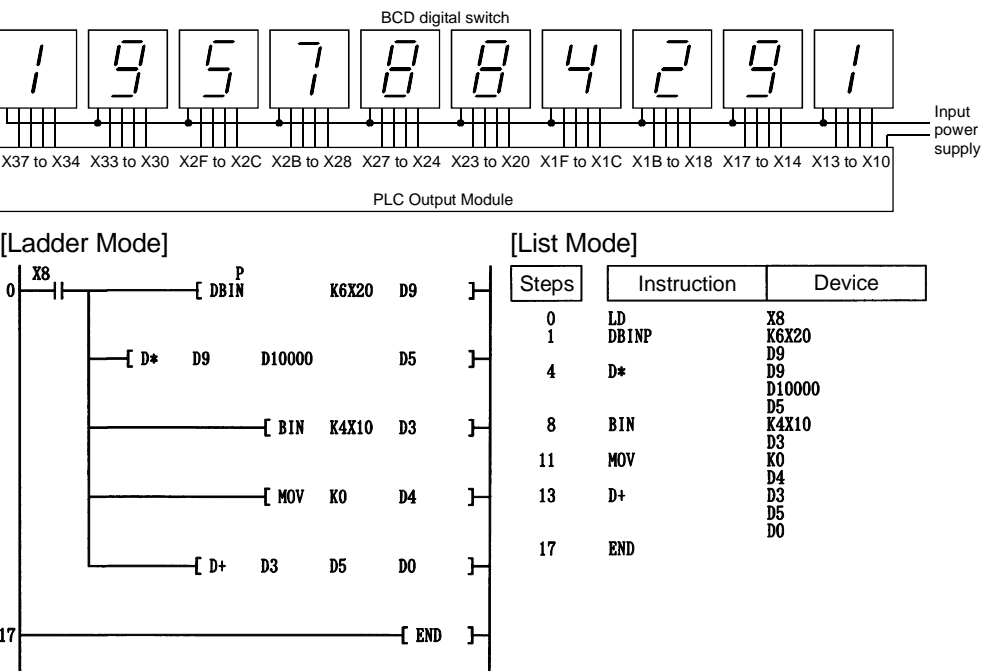 BCD digital switch
1 9 5 7 8 8 4 2 9 1
Input
power
supply
X37 to X34 X33 to X30 X2F to X2C X2B to X28 X27 to X24 X23 to X20 X1F to X1C X1B to X18 X17 to X14 X13 to X10
PLC Output Module
[Ladder Mode]
X8
P
0 [ DBIN K6X20 D9 ]
[ D* D9 D10000 D5 ]
[ BIN K4X10 D3 ]
[ MOV K0 D4 ]
[ D+ D3 D5 D0 ]
17 [ END ]
[List Mode]
Steps Instruction Device
0 LD X8
1 DBINP K6X20
D9
4 D* D9
D10000
D5
8 BIN K4X10
D3
11 MOV K0
D4
13 D+ D3
D5
D0
17 END